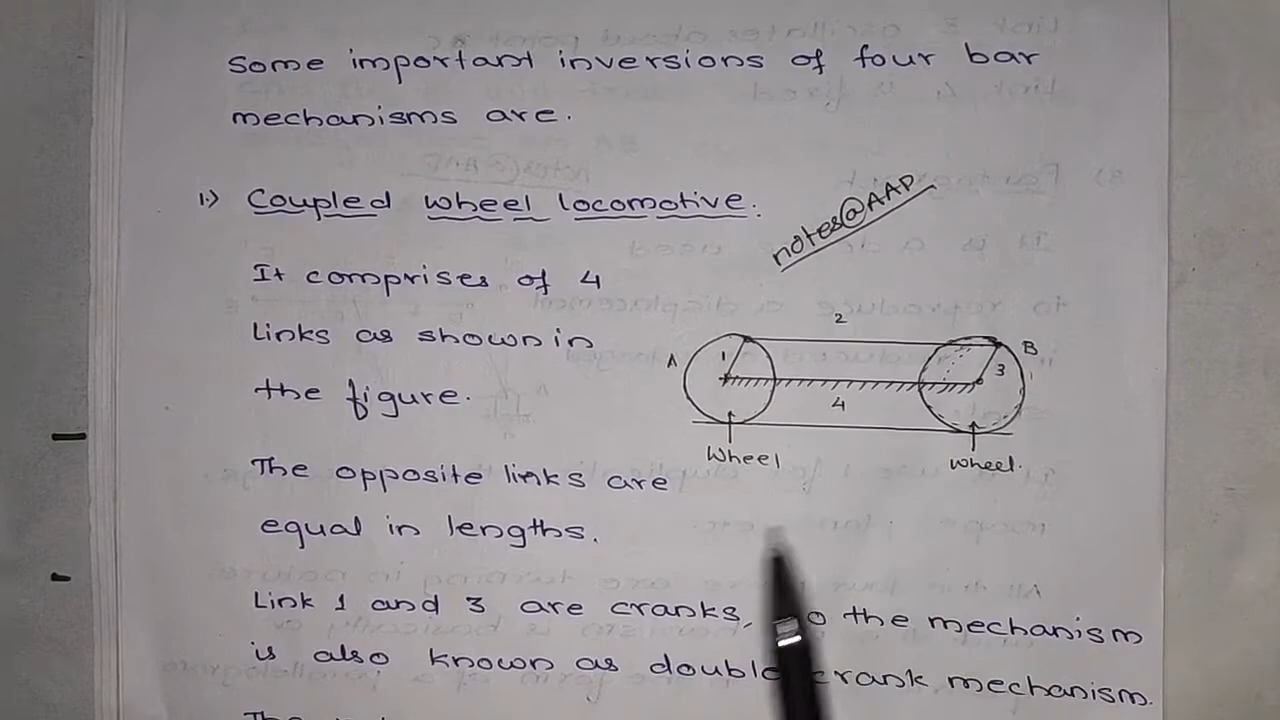 Some important inversions of four bar
mechanisms are.
1.) Coupled wheel locomotive:
notes@AAP
It comprises of 4
links as shown in
the figure.
2
A
1
B
3
4
Wheel
Wheel.
The opposite links are
equal in lengths.
Link 1 and 3 are cranks, the mechanism
is also known as double crank mechanism.